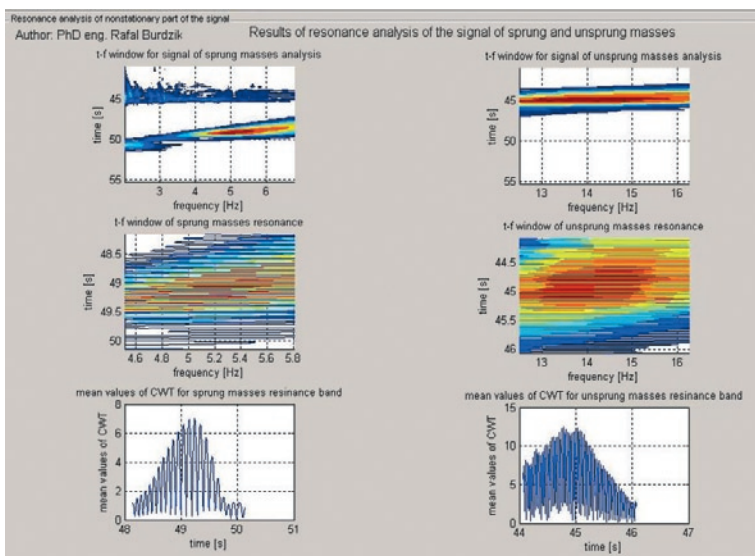 Resonance analysis of nonstationary part of the signal
Author: PhD eng. Rafal Burdzik
Results of resonance analysis of the signal of sprung and unsprung masses
t-f window for signal of sprung masses analysis
45
50
55
time [s]
3 4 5 6
frequency [Hz]
t-f window for signal of unsprung masses analysis
45
50
55
time [s]
13 14 15 16
frequency [Hz]
t-f window of sprung masses resonance
48.5
49
49.5
50
time [s]
4.6 4.8 5 5.2 5.4 5.6 5.8
frequency [Hz]
t-f window of unsprung masses resonance
44.5
45
45.5
46
time [s]
13 14 15 16
frequency [Hz]
mean values of CWT for sprung masses resinance band
8
6
4
2
0
mean values of CWT
48 49 50 51
time [s]
mean values of CWT for unsprung masses resinance band
15
10
5
0
mean values of CWT
44 45 46 47
time [s]